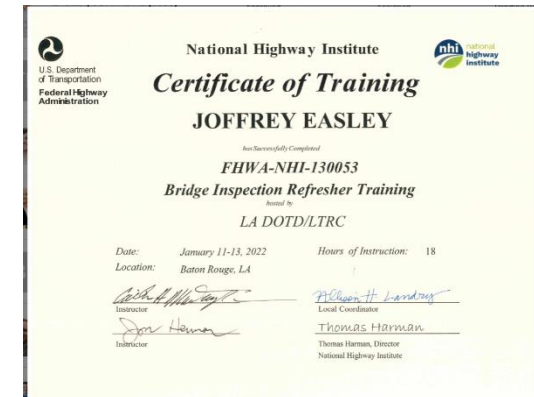 U.S. Department
of Transportation
Federal Highway
Administration
National Highway Institute
nhi national
highway
institute
Certificate of Training
JOFFREY EASLEY
has Successfully Completed
FHWA-NHI-130053
Bridge Inspection Refresher Training
hosted by
LA DOTD/LTRC
Date: January 11-13, 2022
Hours of Instruction: 18
Location: Baton Rouge, LA
Instructor
Allison H Landry
Local Coordinator
Instructor
Thomas Harman
Thomas Harman, Director
National Highway Institute